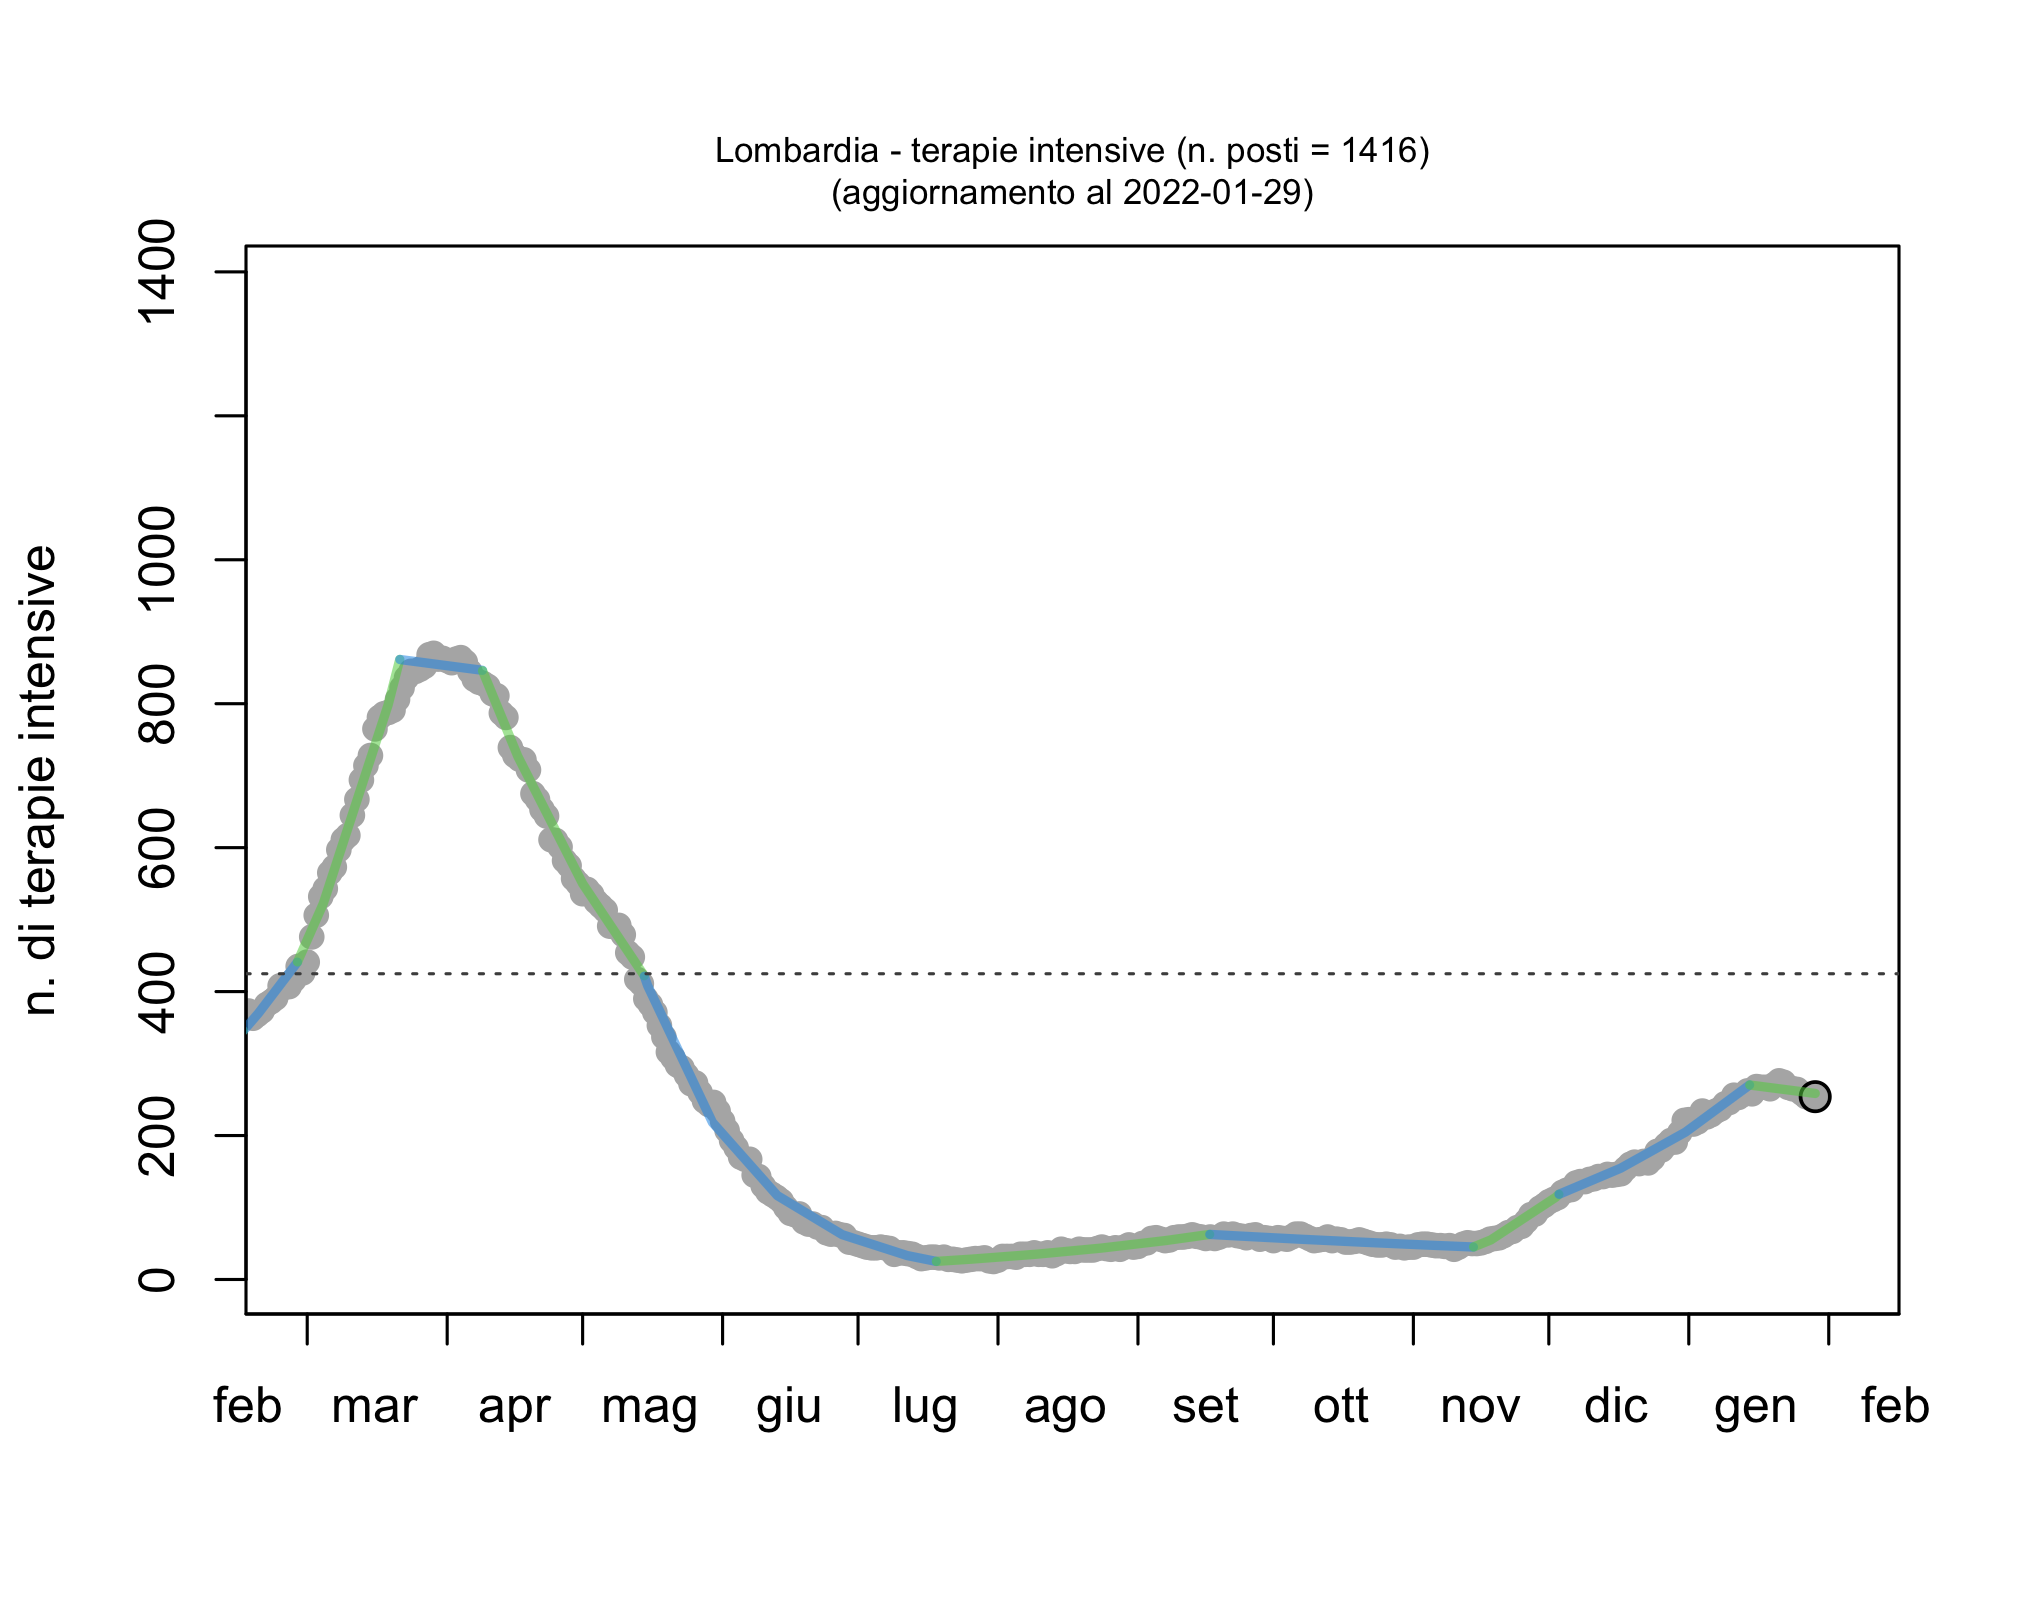 Lombardia - terapie intensive (n. posti = 1416)
(aggiornamento al 2022-01-29)
n. di terapie intensive
1400
1000
800
600
400
200
0
feb mar apr mag giu lug ago set ott nov dic gen feb